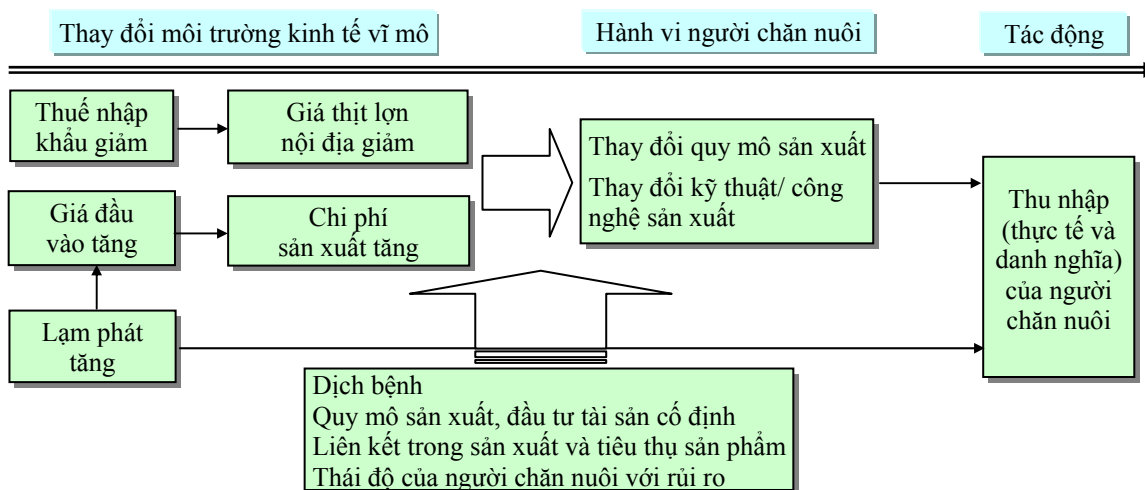 Thay đổi môi trường kinh tế vĩ mô
Hành vi người chăn nuôi
Tác động
Thuế nhập
khẩu giảm
Giá thịt lợn
nội địa giảm
Giá đầu
vào tăng
Chi phí
sản xuất tăng
Lạm phát
tăng
Thay đổi quy mô sản xuất
Thay đổi kỹ thuật/ công
nghệ sản xuất
Thu nhập
(thực tế và
danh nghĩa)
của người
chăn nuôi
Dịch bệnh
Quy mô sản xuất, đầu tư tài sản cố định
Liên kết trong sản xuất và tiêu thụ sản phẩm
Thái độ của người chăn nuôi với rủi ro